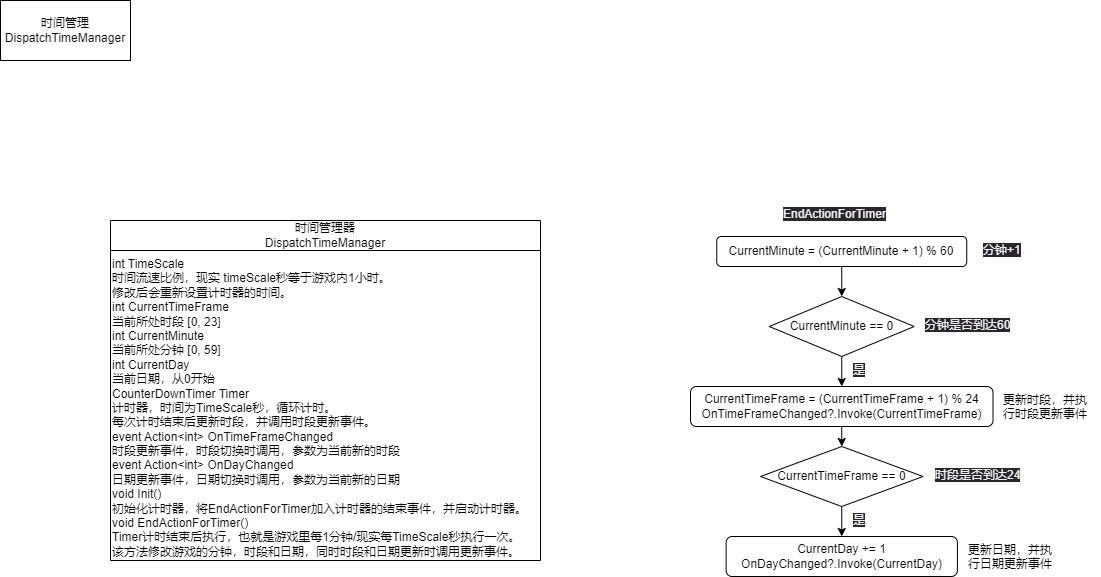 时间管理
DispatchTimeManager
时间管理器
DispatchTimeManager
int TimeScale
时间流速比例，现实 timeScale秒等于游戏内1小时。
修改后会重新设置计时器的时间。
int CurrentTimeFrame
当前所处时段 [0, 23]
int CurrentMinute
当前所处分钟 [0, 59]
int CurrentDay
当前日期，从0开始
CounterDownTimer Timer
计时器，时间为TimeScale秒，循环计时。
每次计时结束后更新时段，并调用时段更新事件。
event Action<int> OnTimeFrameChanged
时段更新事件，时段切换时调用，参数为当前新的时段
event Action<int> OnDayChanged
日期更新事件，日期切换时调用，参数为当前新的日期
void Init()
初始化计时器，将EndActionForTimer加入计时器的结束事件，并启动计时器。
void EndActionForTimer()
Timer计时结束后执行，也就是游戏里每1分钟/现实每TimeScale秒执行一次。
该方法修改游戏的分钟，时段和日期，同时时段和日期更新时调用更新事件。
EndActionForTimer
CurrentMinute = (CurrentMinute + 1) % 60
分钟+1
CurrentMinute == 0
分钟是否到达60
是
CurrentTimeFrame = (CurrentTimeFrame + 1) % 24
OnTimeFrameChanged?.Invoke(CurrentTimeFrame)
更新时段，并执
行时段更新事件
CurrentTimeFrame == 0
时段是否到达24
是
CurrentDay += 1
OnDayChanged?.Invoke(CurrentDay)
更新日期，并执
行日期更新事件